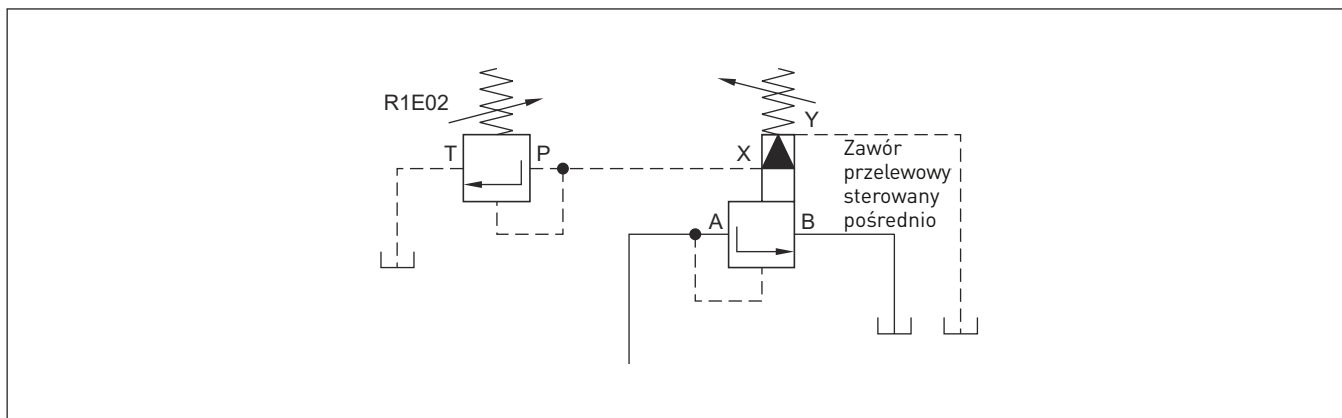 R1E02
T
P
X
Y
Zawór
przelewowy
sterowany
pośrednio
A
B